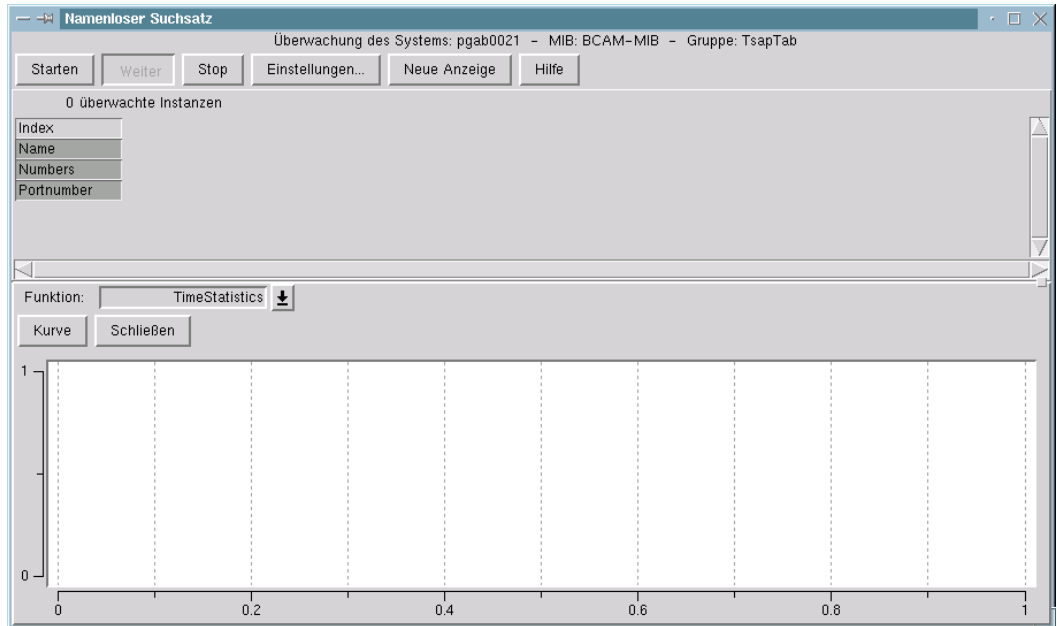 Namenloser Suchsatz
Überwachung des Systems: pgab0021 – MIB: BCAM–MIB – Gruppe: TsapTab
Starten Weiter Stop Einstellungen... Neue Anzeige Hilfe
0 überwachte Instanzen
Index
Name
Numbers
Portnumber
Funktion: TimeStatistics
Kurve Schließen
1
0
0 0.2 0.4 0.6 0.8 1